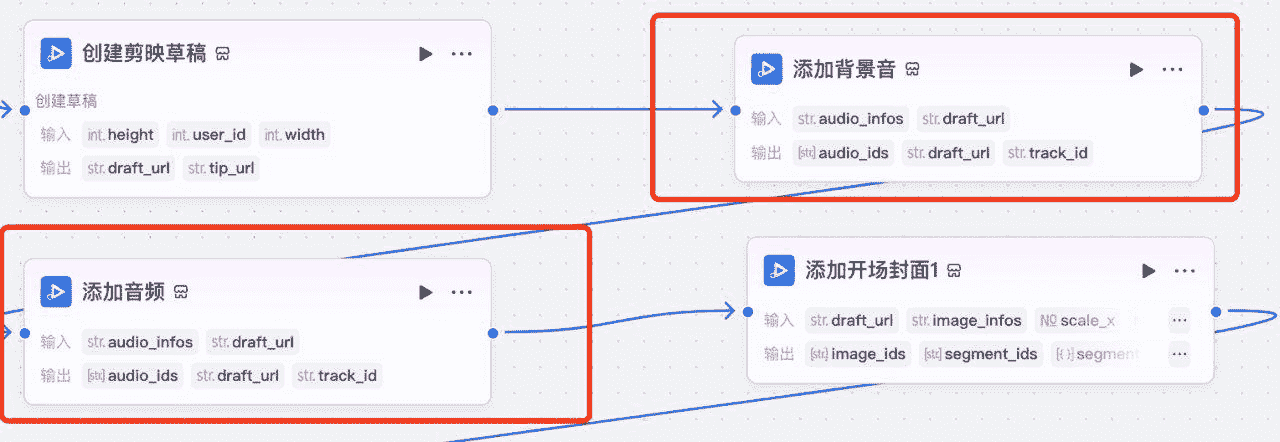 创建剪映草稿
创建草稿
输入 int. height int. user_id int. width
输出 str. draft_url str. tip_url
添加背景音
输入 str. audio_infos str. draft_url
输出 [str] audio_ids str. draft_url str. track_id
添加音频
输入 str. audio_infos str. draft_url
输出 [str] audio_ids str. draft_url str. track_id
添加开场封面1
输入 str. draft_url str. image_infos № scale_x ...
输出 [str] image_ids [str] segment_ids [{}] segment ...